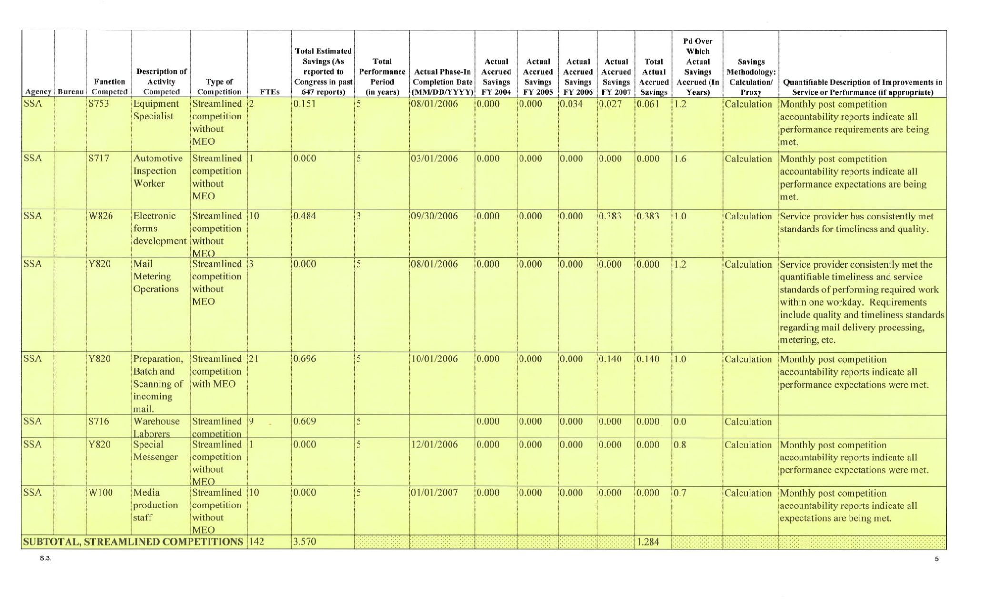 Agency Bureau Function Competed Description of Activity Competed Type of Competition FTEs Total Estimated Savings (As reported to Congress in past 647 reports) Total Performance Period (in years) Actual Phase-In Completion Date (MM/DD/YYYY) Actual Accrued Savings FY 2004 Actual Accrued Savings FY 2005 Actual Accrued Savings FY 2006 Actual Accrued Savings FY 2007 Total Actual Accrued Savings Pd Over Which Actual Savings Accrued (In Years) Savings Methodology: Calculation/ Proxy Quantifiable Description of Improvements in Service or Performance (if appropriate)
SSA S753 Equipment Specialist Streamlined competition without MEO 2 0.151 5 08/01/2006 0.000 0.000 0.034 0.027 0.061 1.2 Calculation Monthly post competition accountability reports indicate all performance requirements are being met.
SSA S717 Automotive Inspection Worker Streamlined competition without MEO 1 0.000 5 03/01/2006 0.000 0.000 0.000 0.000 0.000 1.6 Calculation Monthly post competition accountability reports indicate all performance expectations are being met.
SSA W826 Electronic forms development Streamlined competition without MEO 10 0.484 3 09/30/2006 0.000 0.000 0.000 0.383 0.383 1.0 Calculation Service provider has consistently met standards for timeliness and quality.
SSA Y820 Mail Metering Operations Streamlined competition without MEO 3 0.000 5 08/01/2006 0.000 0.000 0.000 0.000 0.000 1.2 Calculation Service provider consistently met the quantifiable timeliness and service standards of performing required work within one workday. Requirements include quality and timeliness standards regarding mail delivery processing, metering, etc.
SSA Y820 Preparation, Batch and Scanning of incoming mail. Streamlined competition with MEO 21 0.696 5 10/01/2006 0.000 0.000 0.000 0.140 0.140 1.0 Calculation Monthly post competition accountability reports indicate all performance expectations were met.
SSA S716 Warehouse Laborers Streamlined competition 9 0.609 5 0.000 0.000 0.000 0.000 0.000 0.0 Calculation
SSA Y820 Special Messenger Streamlined competition without MEO 1 0.000 5 12/01/2006 0.000 0.000 0.000 0.000 0.000 0.8 Calculation Monthly post competition accountability reports indicate all performance expectations were met.
SSA W100 Media production staff Streamlined competition without MEO 10 0.000 5 01/01/2007 0.000 0.000 0.000 0.000 0.000 0.7 Calculation Monthly post competition accountability reports indicate all expectations are being met.
SUBTOTAL, STREAMLINED COMPETITIONS 142 3.570 1.284
S.3. 5